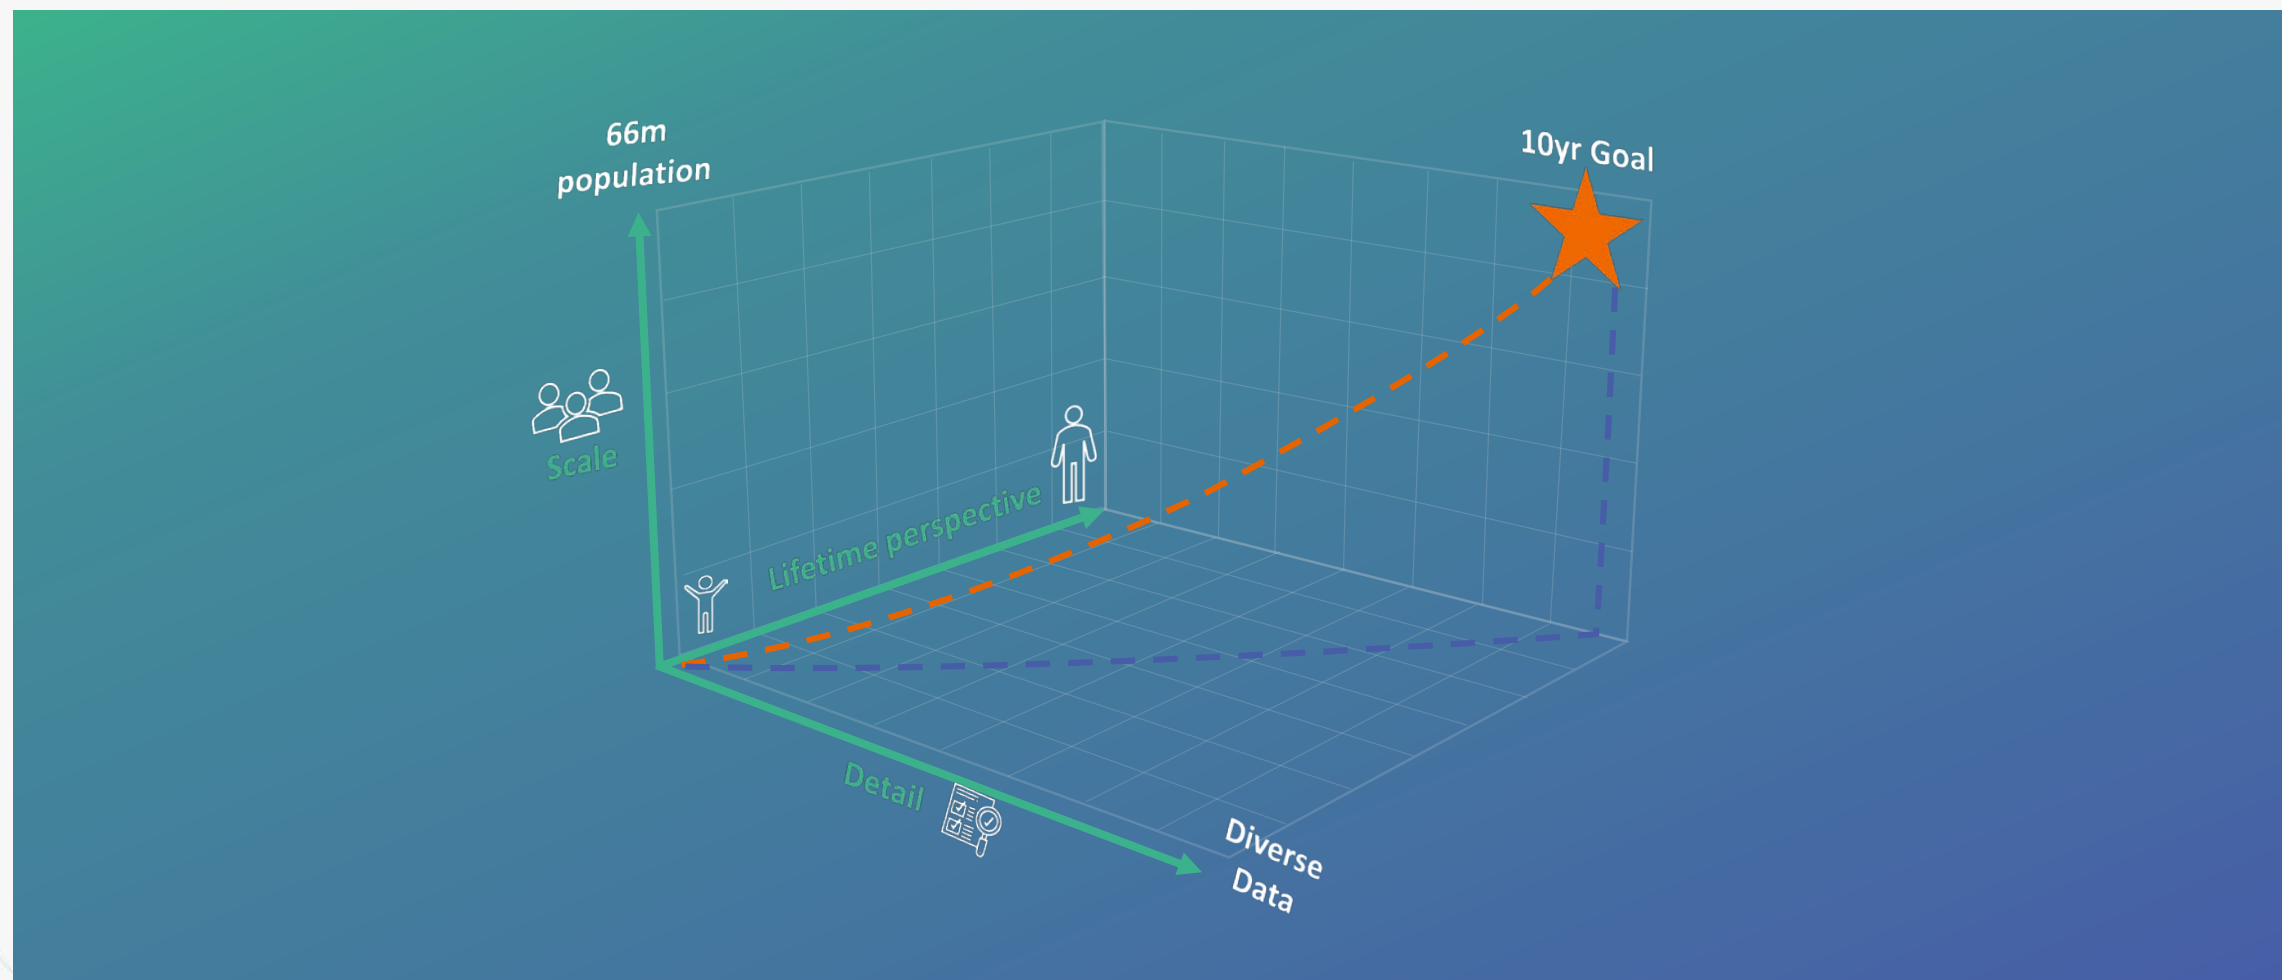 66m
population
10yr Goal
Scale
Lifetime perspective
Detail
Diverse
Data